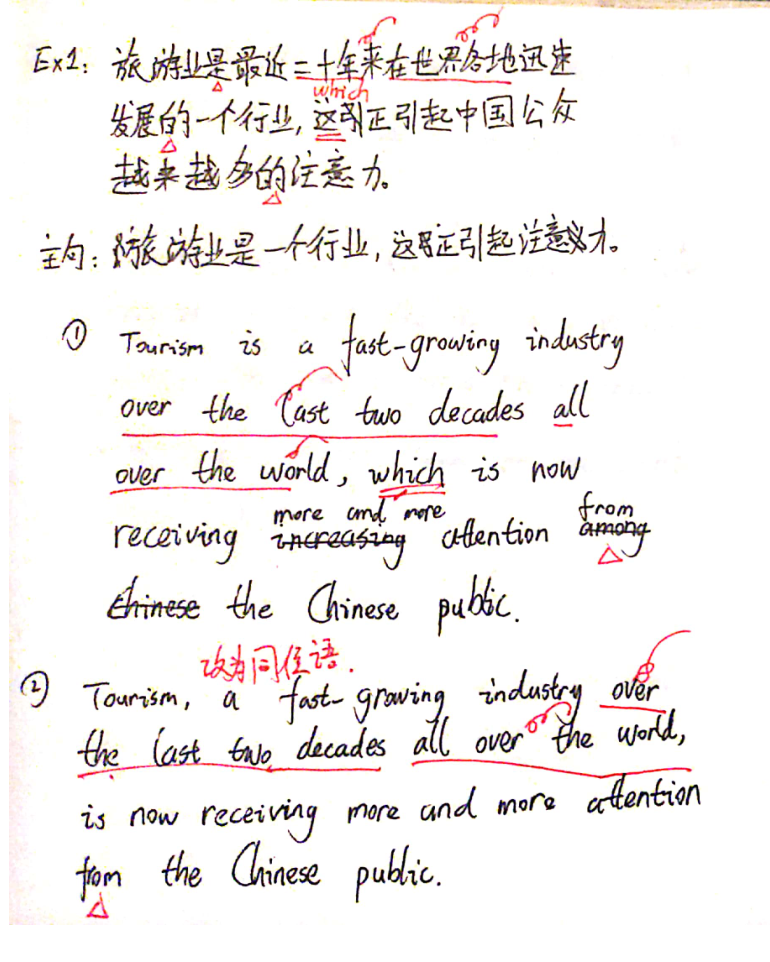 Ex1: 旅游业是最近二十年来在世界各地迅速
which
发展的一个行业, 这引正引起中国公众
越来越多的注意力。
主句: 旅游业是一个行业, 这正引起注意力。
① Tourism is a fast-growing industry
over the last two decades all
over the world, which is now
more and more from
receiving increasing attention among
Chinese the Chinese public.
改为同位语.
② Tourism, a fast-growing industry over
the last two decades all over the world,
is now receiving more and more attention
from the Chinese public.